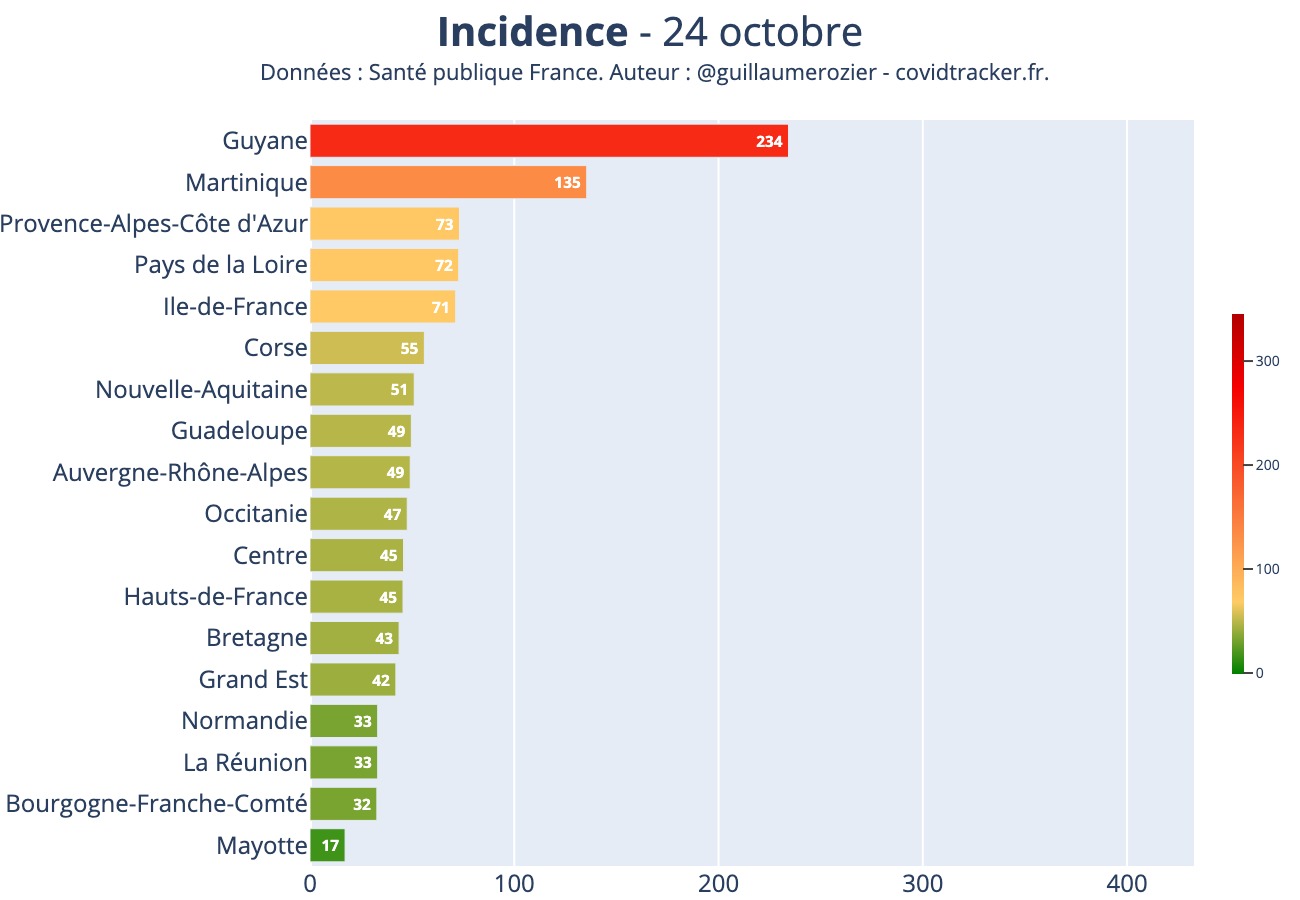 Incidence - 24 octobre
Données : Santé publique France. Auteur : @guillaumerozier - covidtracker.fr.
Guyane 234
Martinique 135
Provence-Alpes-Côte d'Azur 73
Pays de la Loire 72
Ile-de-France 71
Corse 55
Nouvelle-Aquitaine 51
Guadeloupe 49
Auvergne-Rhône-Alpes 49
Occitanie 47
Centre 45
Hauts-de-France 45
Bretagne 43
Grand Est 42
Normandie 33
La Réunion 33
Bourgogne-Franche-Comté 32
Mayotte 17
0 100 200 300 400
300
200
100
0